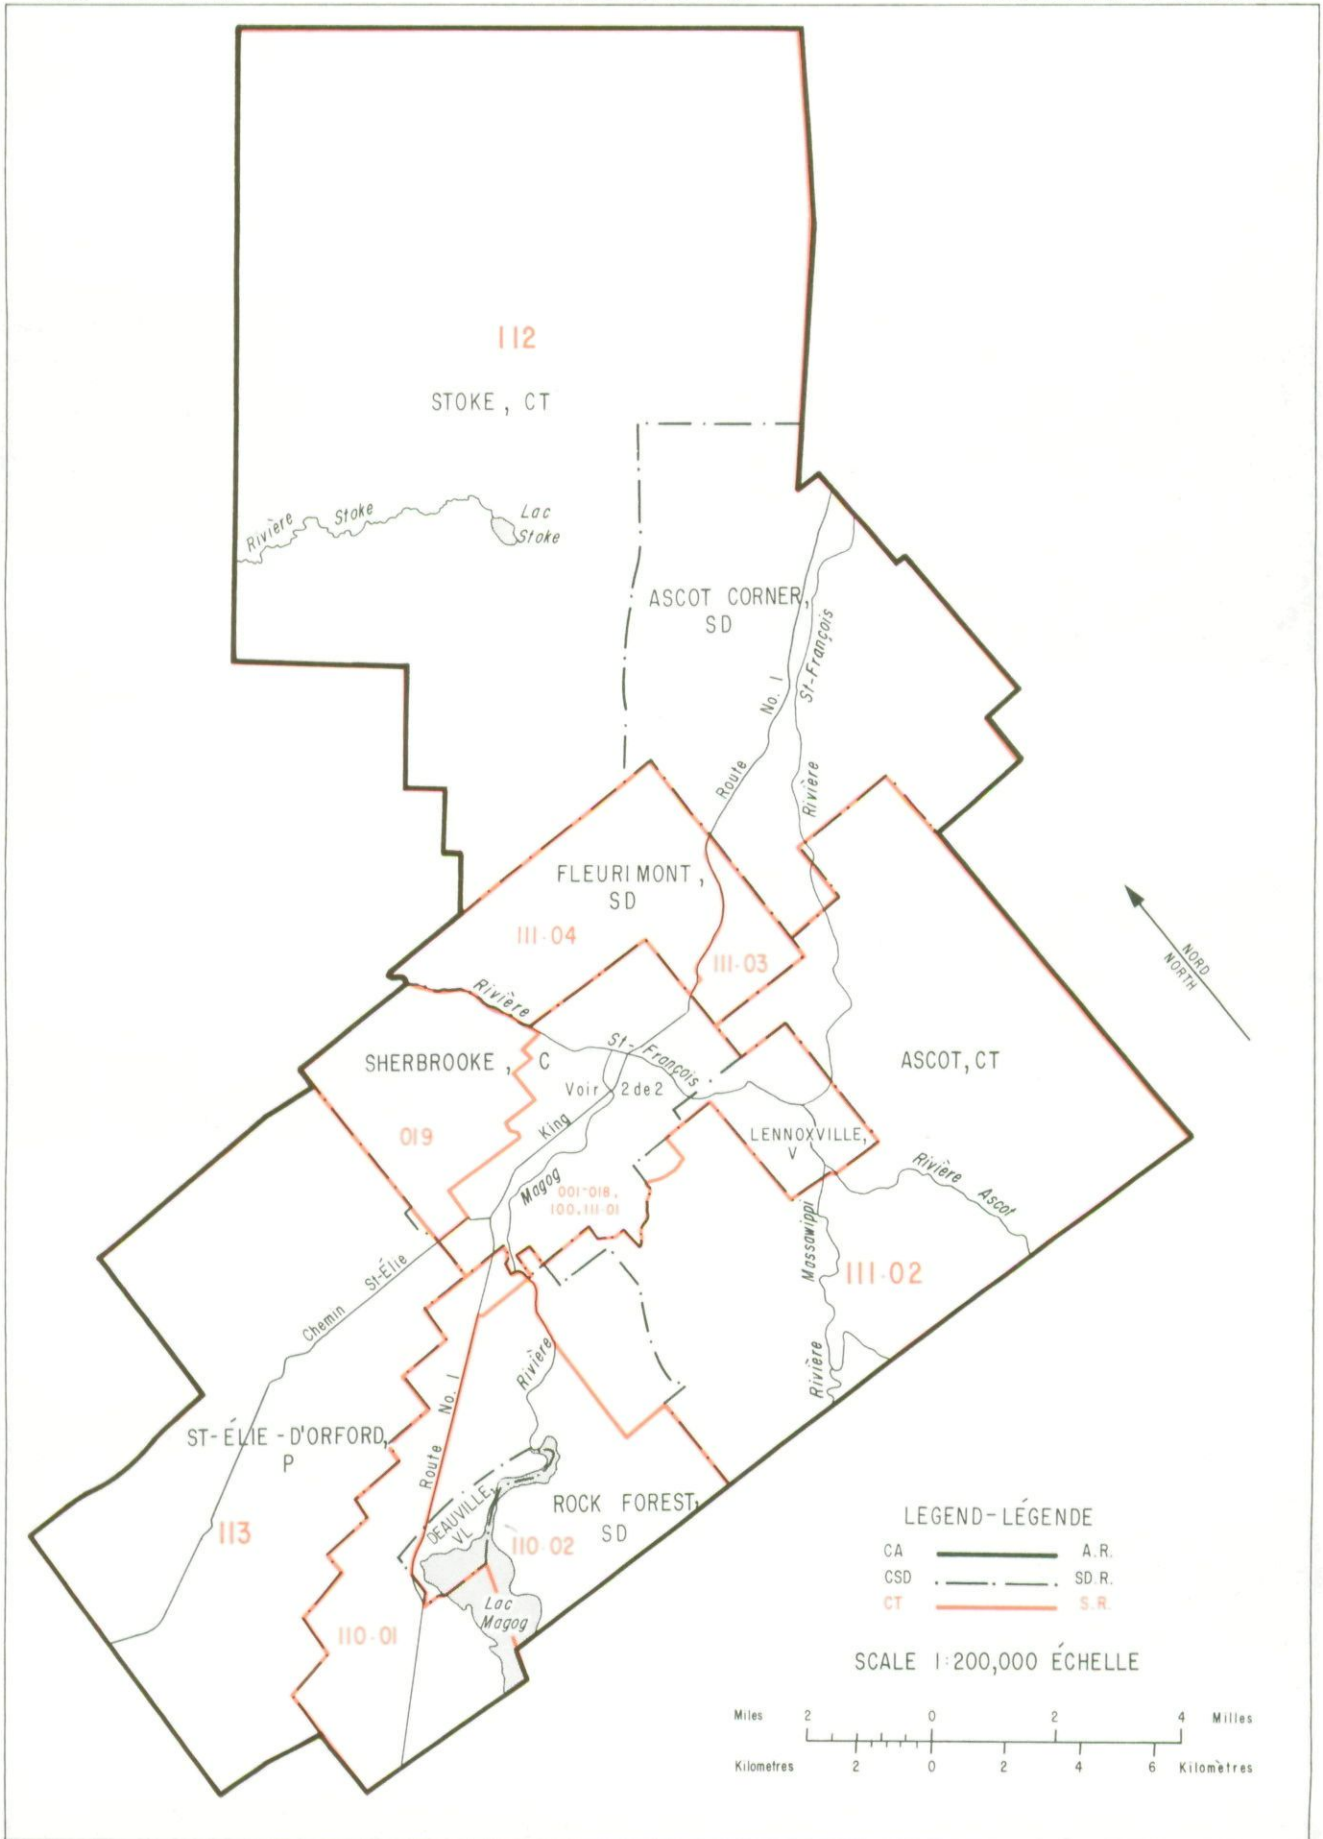 112
STOKE, CT
Rivière Stoke
Lac
Stoke
ASCOT CORNER,
SD
Route No. 1
Rivière St-François
FLEURIMONT,
SD
111·04
111·03
NORD
NORTH
Rivière St-François
SHERBROOKE, C
Voir 2 de 2
ASCOT, CT
019
King
Magog
LENNOXVILLE,
V
001-018,
100,111·01
Rivière Ascot
Rivière Massawippi
111·02
Chemin St-Élie
Rivière
ST-ÉLIE-D'ORFORD,
P
Route No. 1
113
DEAUVILLE,
VL
ROCK FOREST,
SD
110·02
Lac
Magog
110·01
LEGEND-LÉGENDE
CA A.R.
CSD SD.R.
CT S.R.
SCALE 1:200,000 ÉCHELLE
Miles 2 0 2 4 Milles
Kilometres 2 0 2 4 6 Kilomètres